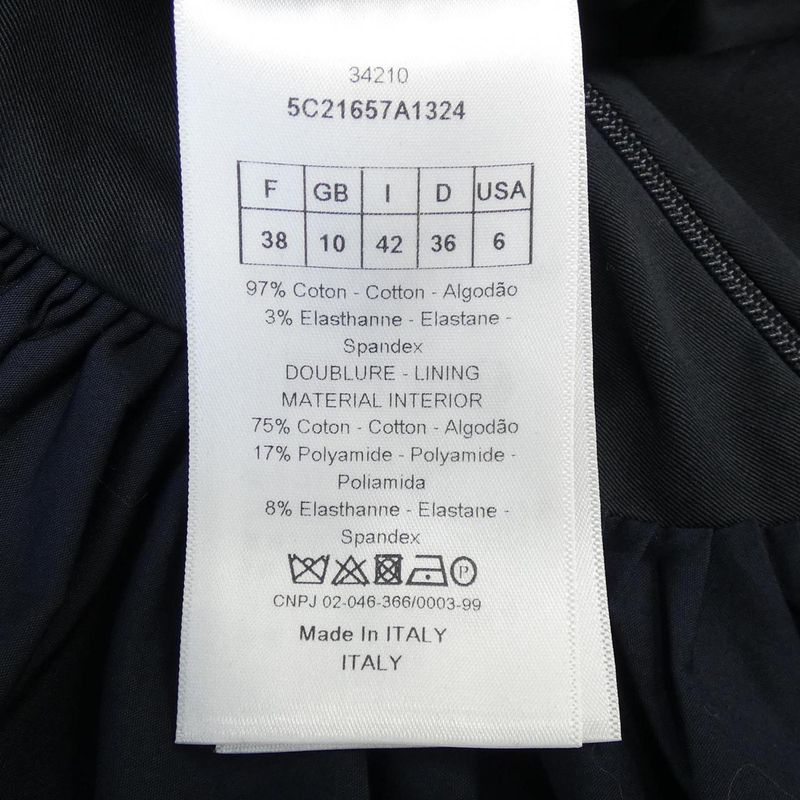 34210
5C21657A1324
F GB I D USA
38 10 42 36 6
97% Coton - Cotton - Algodão
3% Elasthanne - Elastane -
Spandex
DOUBLURE - LINING
MATERIAL INTERIOR
75% Coton - Cotton - Algodão
17% Polyamide - Polyamide -
Poliamida
8% Elasthanne - Elastane -
Spandex
P
CNPJ 02-046-366/0003-99
Made In ITALY
ITALY